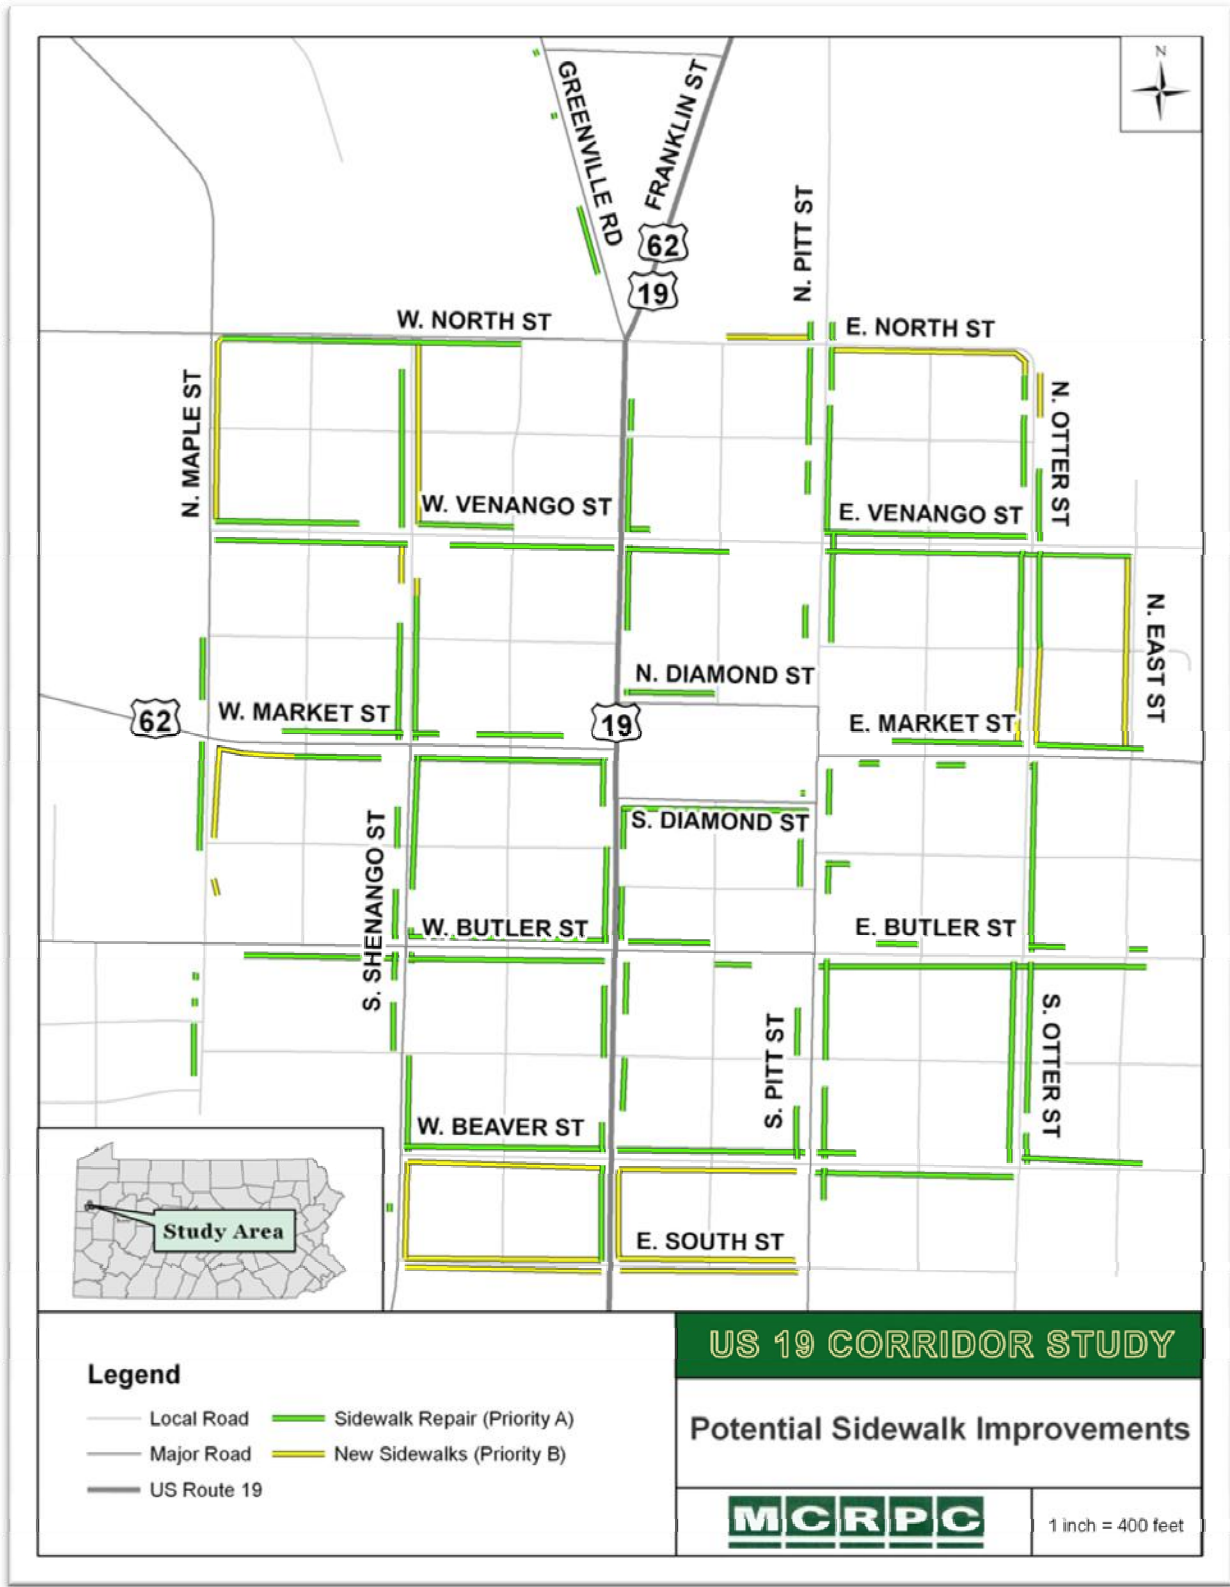 N
GREENVILLE RD
FRANKLIN ST
62
19
N. PITT ST
W. NORTH ST
E. NORTH ST
N. MAPLE ST
N. OTTER ST
W. VENANGO ST
E. VENANGO ST
N. EAST ST
N. DIAMOND ST
62
W. MARKET ST
19
E. MARKET ST
S. DIAMOND ST
S. SHENANGO ST
W. BUTLER ST
E. BUTLER ST
S. OTTER ST
S. PITT ST
W. BEAVER ST
Study Area
E. SOUTH ST
US 19 CORRIDOR STUDY
Legend
Local Road
Sidewalk Repair (Priority A)
Major Road
New Sidewalks (Priority B)
US Route 19
Potential Sidewalk Improvements
MCRPC
1 inch = 400 feet